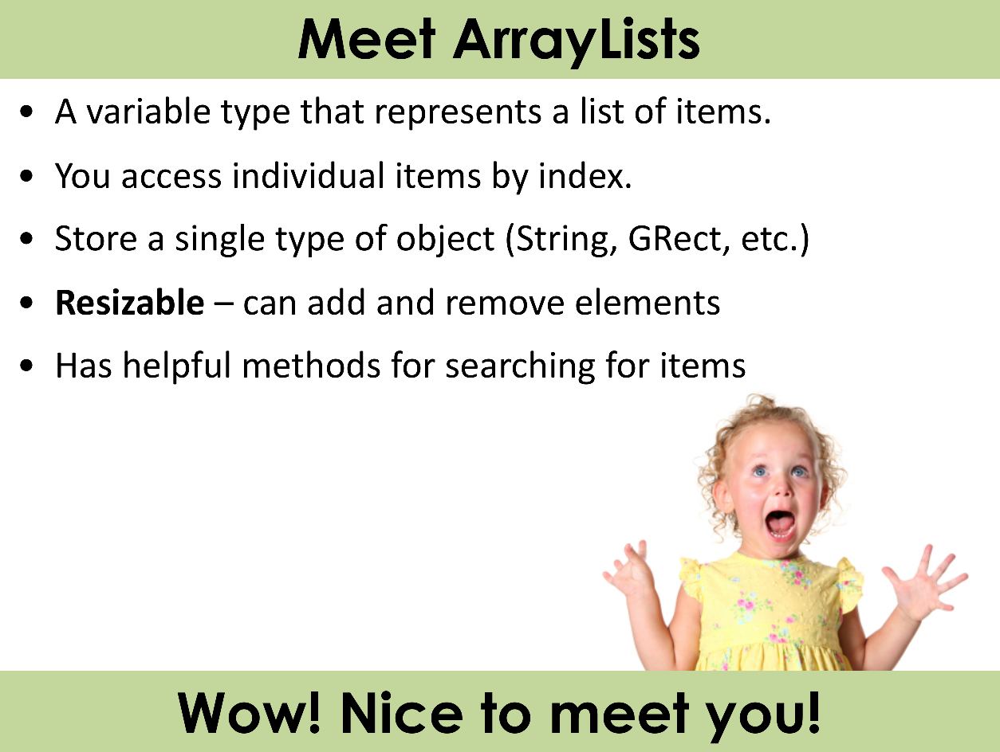 Meet ArrayLists
• A variable type that represents a list of items.
• You access individual items by index.
• Store a single type of object (String, GRect, etc.)
• Resizable – can add and remove elements
• Has helpful methods for searching for items
Wow! Nice to meet you!